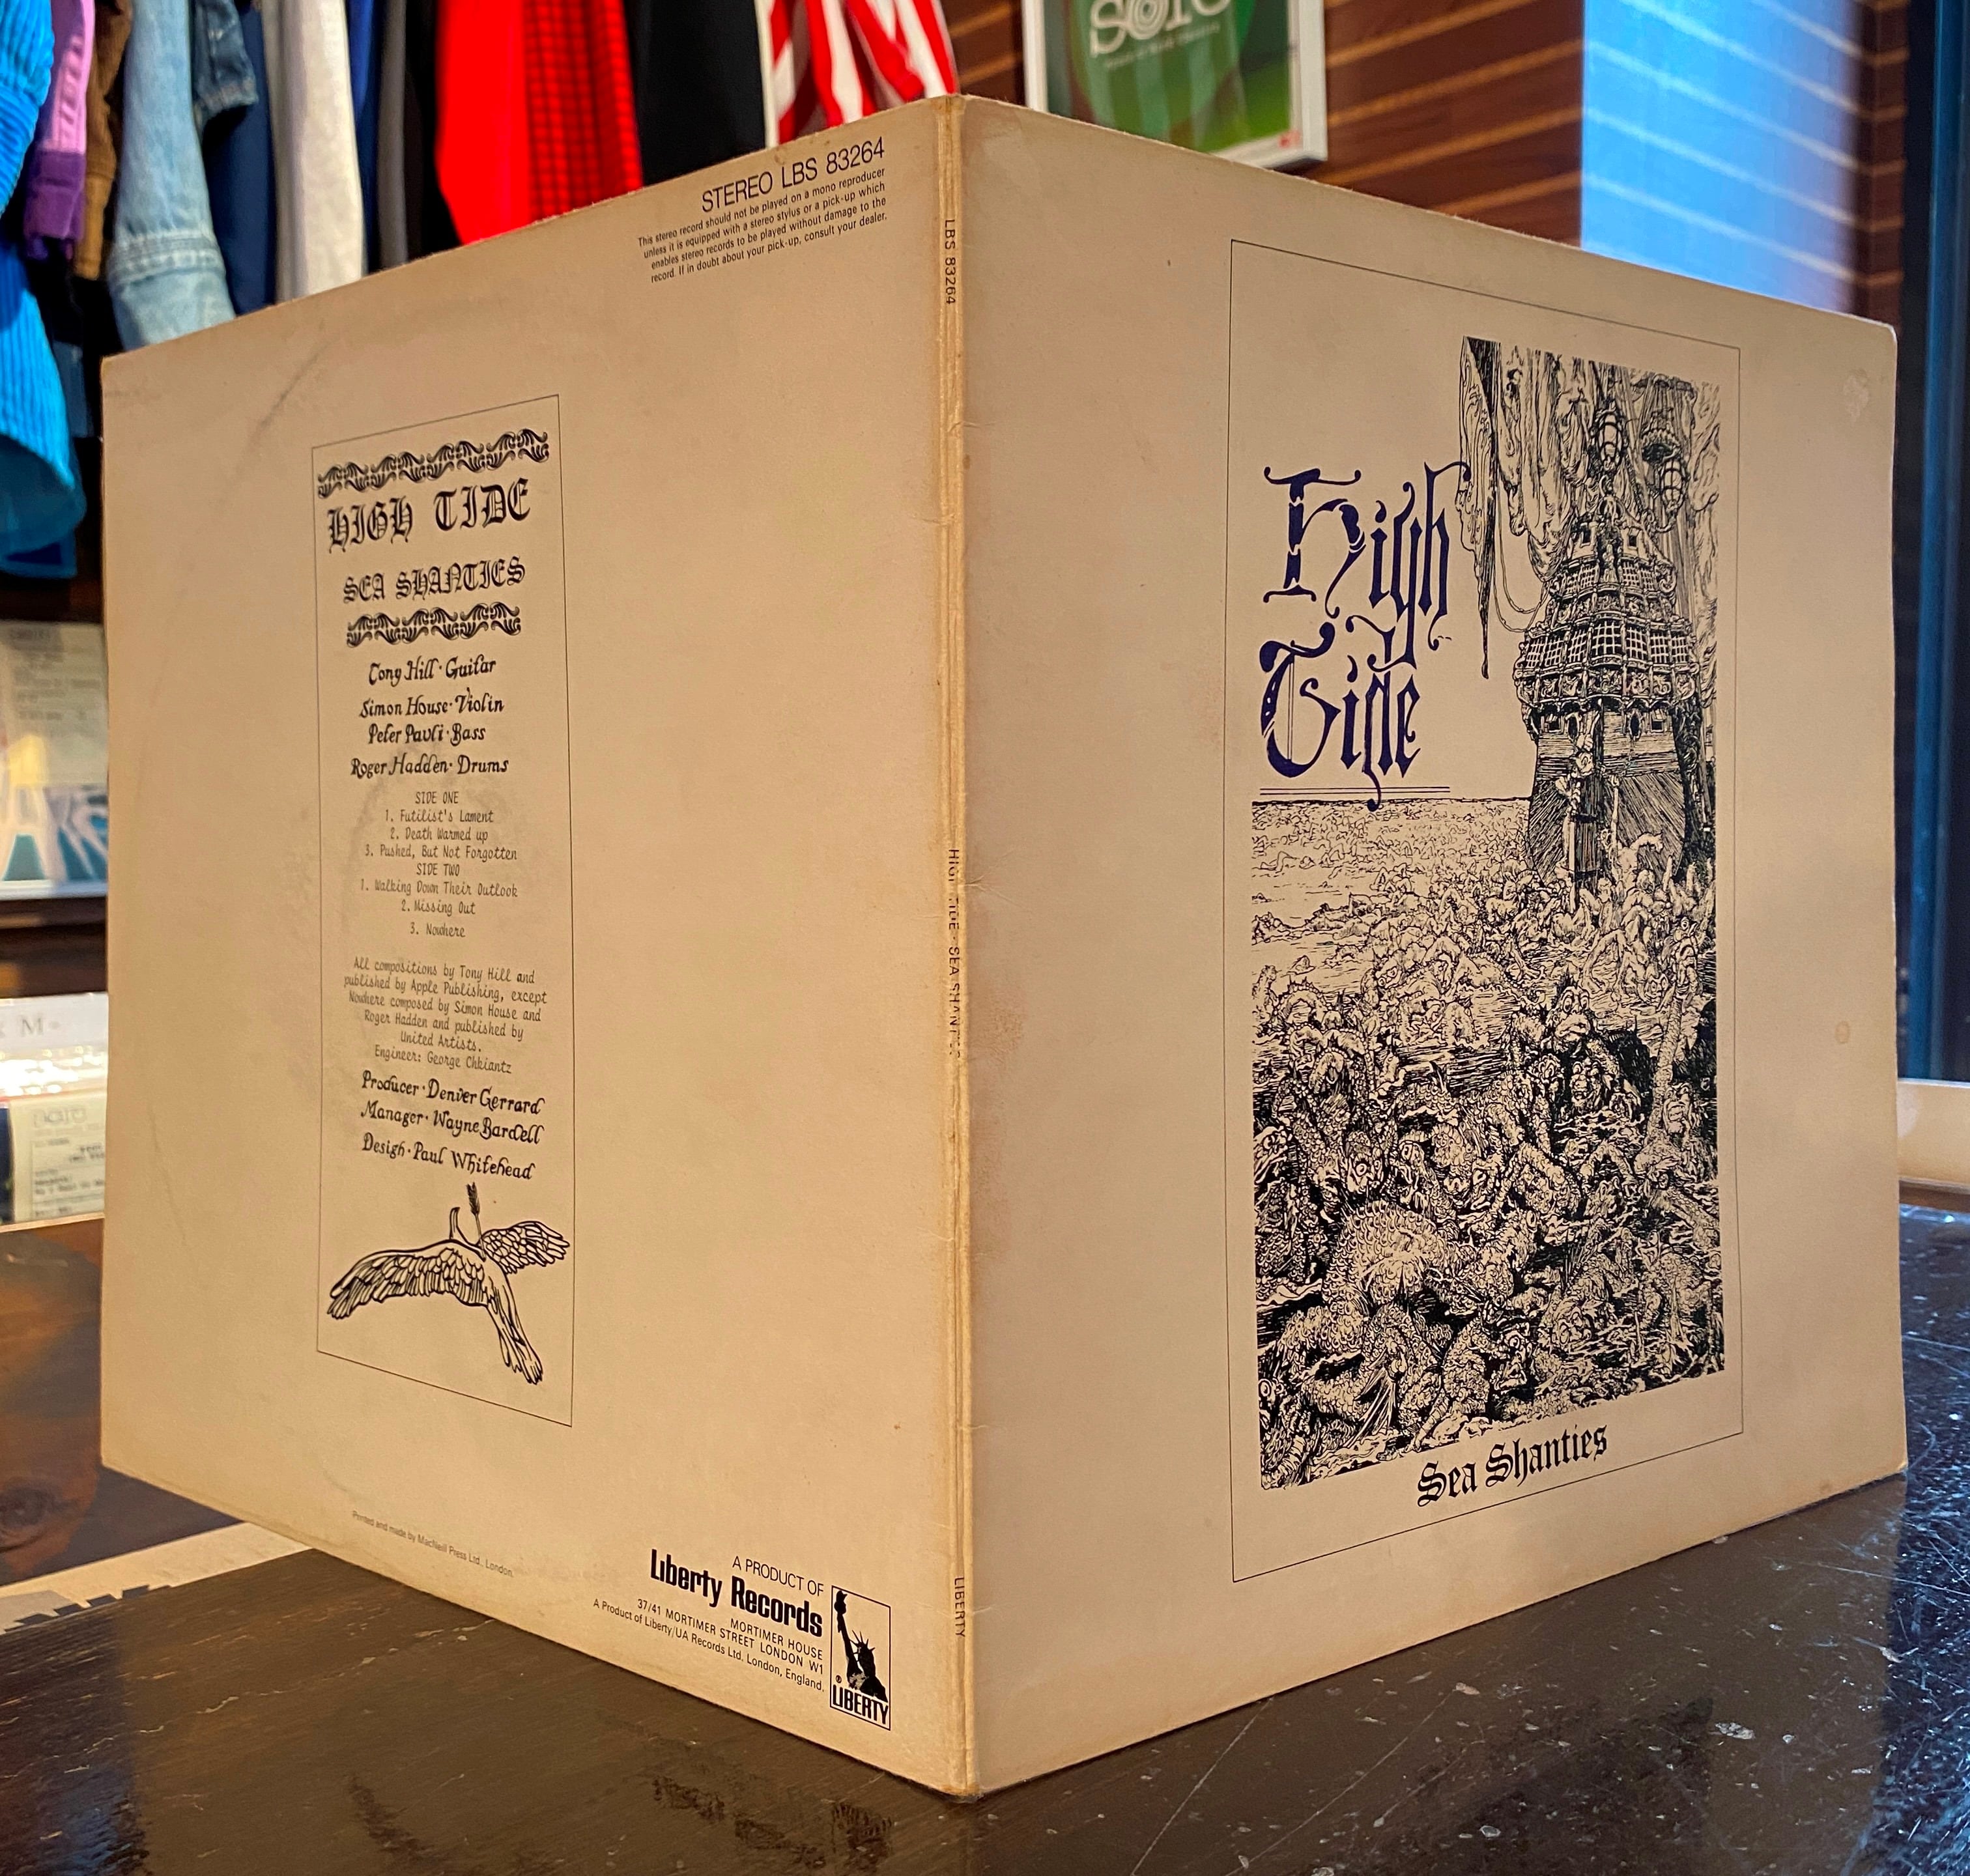 STEREO LBS 83264
This stereo record should not be played on a mono reproducer
unless it is equipped with a stereo stylus or a pick-up which
enables stereo records to be played without damage to the
record. If in doubt about your pick-up, consult your dealer.
HIGH TIDE
SEA SHANTIES
Tony Hill · Guitar
Simon House · Violin
Peter Pavli · Bass
Roger Hadden · Drums
SIDE ONE
1. Futilist's Lament
2. Death Warmed up
3. Pushed, But Not Forgotten
SIDE TWO
1. Walking Down Their Outlook
2. Missing Out
3. Nowhere
All compositions by Tony Hill and
published by Apple Publishing, except
Nowhere composed by Simon House and
Roger Hadden and published by
United Artists.
Engineer: George Chkiantz
Producer · Denver Gerrard
Manager · Wayne Bardell
Design · Paul Whitehead
Printed and made by MacNeill Press Ltd., London.
A PRODUCT OF
Liberty Records
MORTIMER HOUSE
37/41 MORTIMER STREET LONDON W1
A Product of Liberty/UA Records Ltd. London, England.
LIBERTY
LBS 83264
HIGH TIDE · SEA SHANTIES
LIBERTY
High
Tide
Sea Shanties